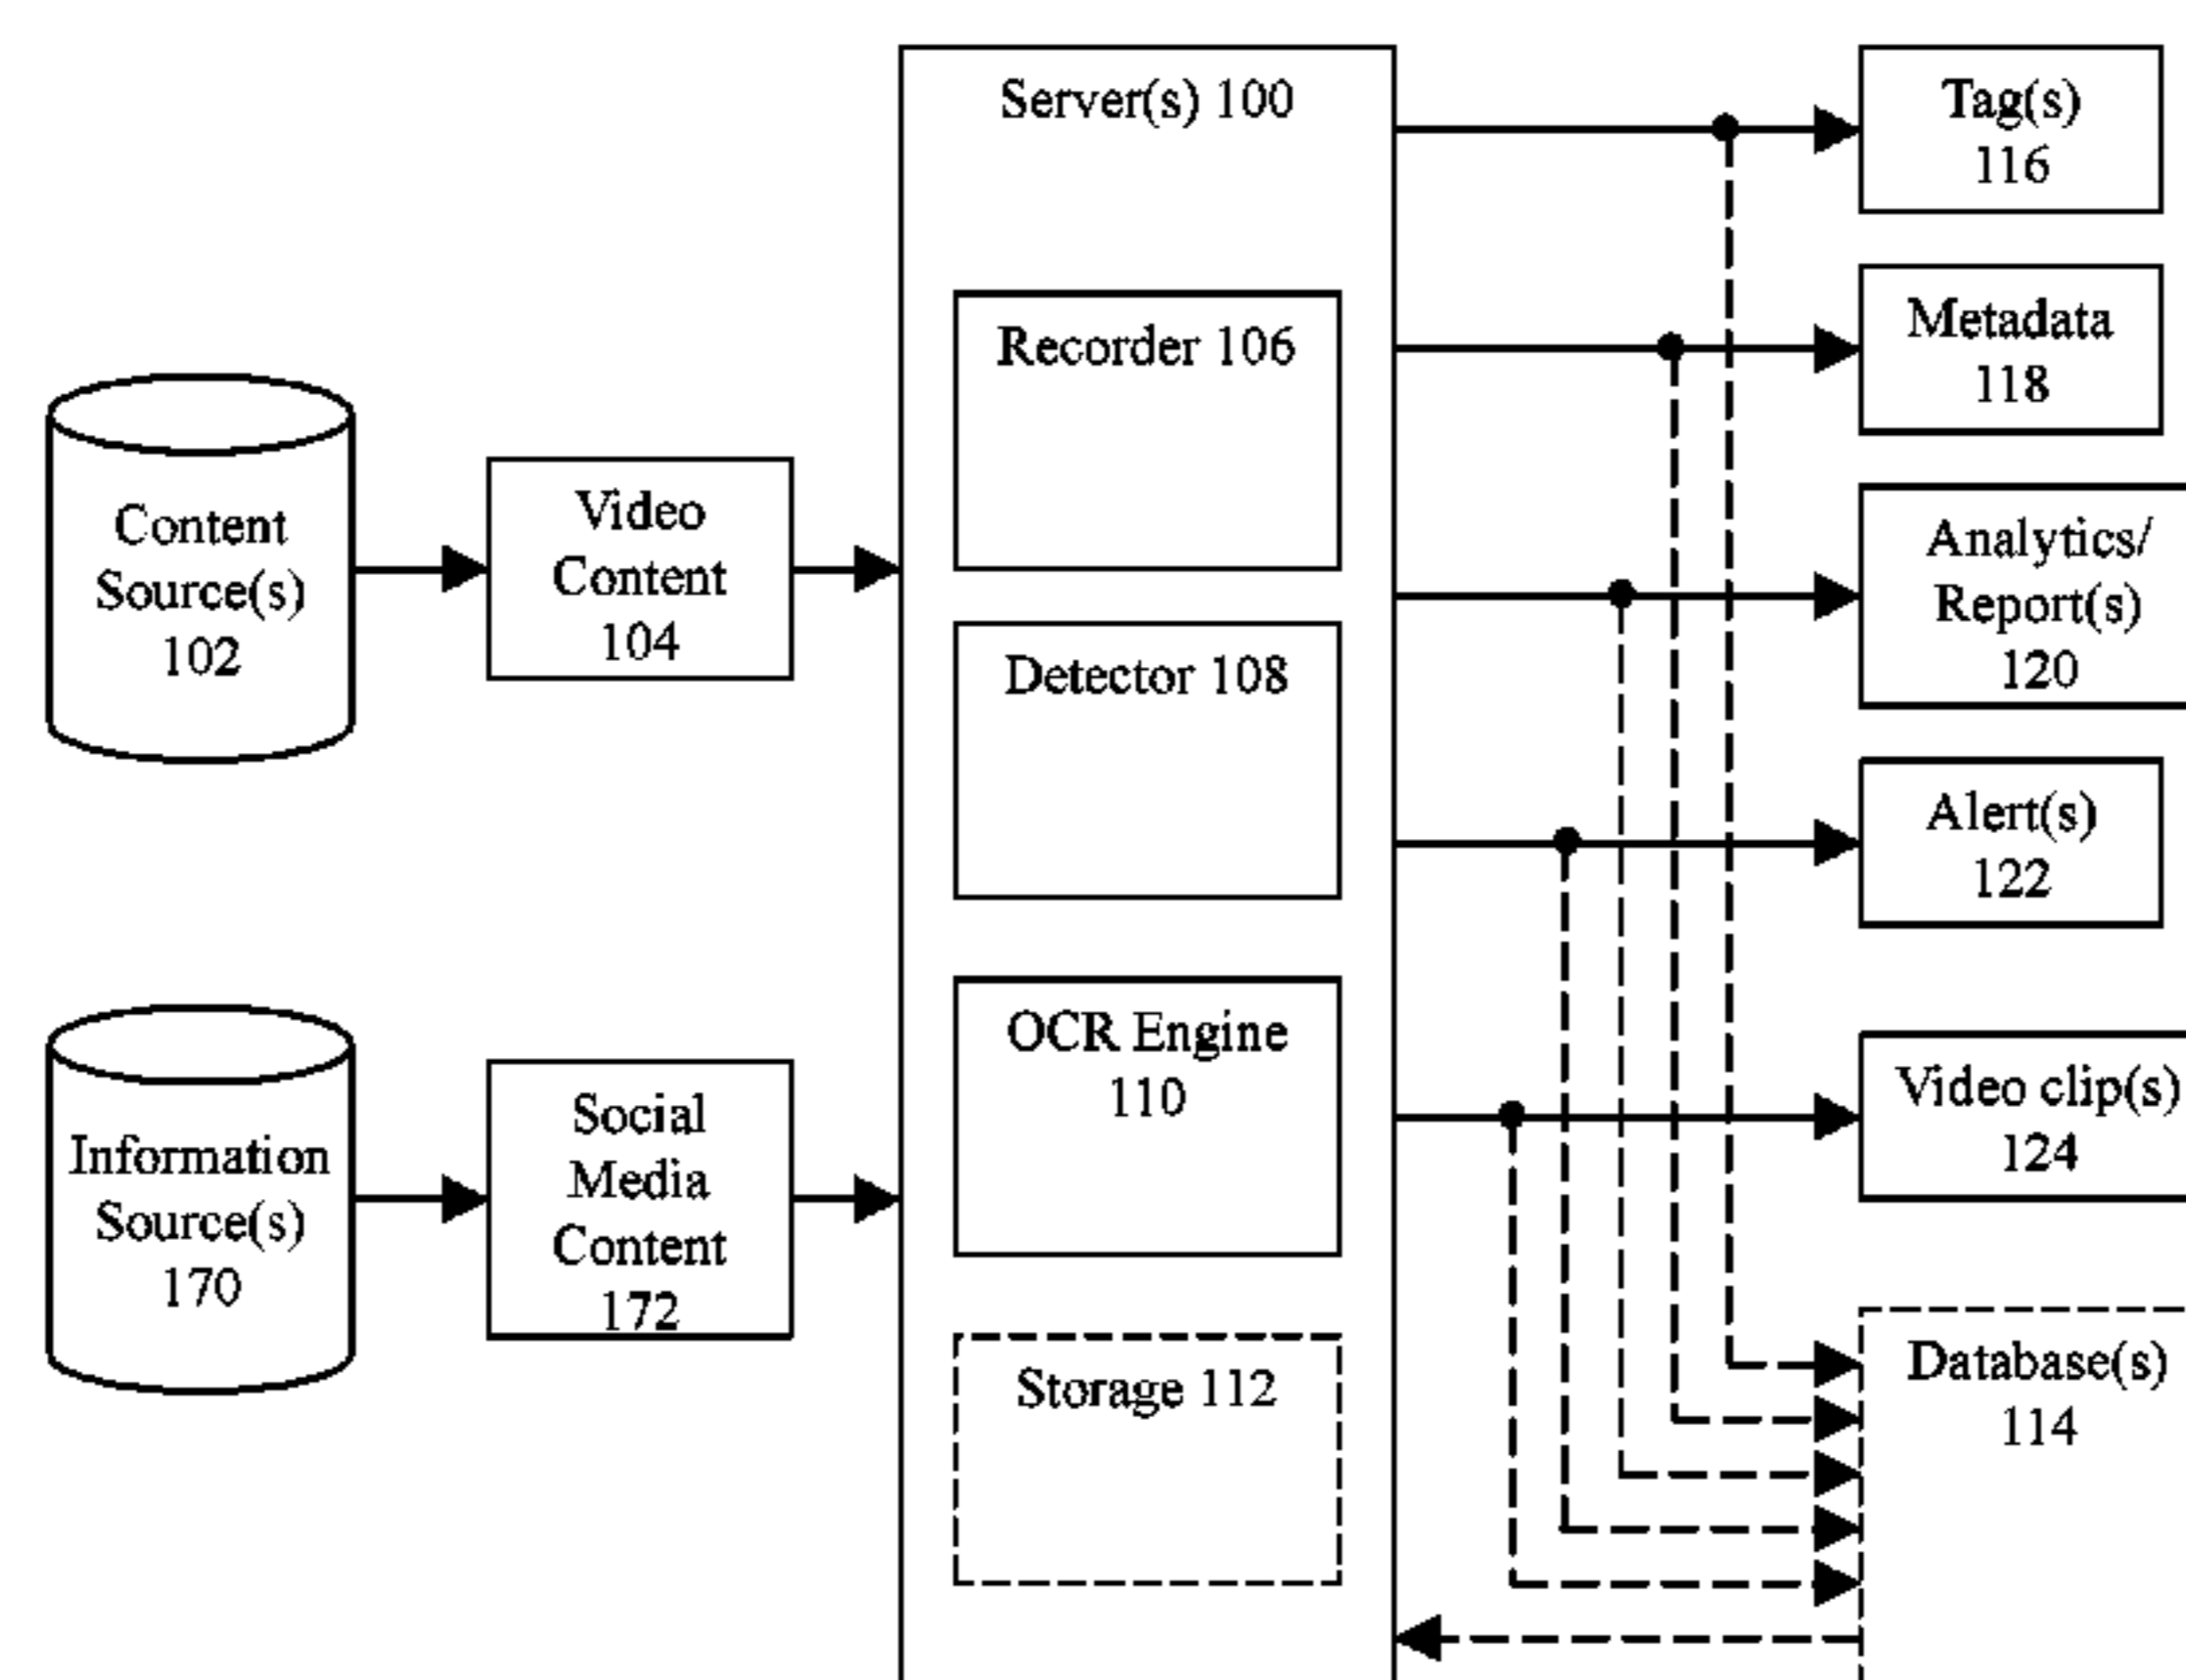 Server(s) 100
Recorder 106
Detector 108
OCR Engine
110
Storage 112
Content
Source(s)
102
Video
Content
104
Information
Source(s)
170
Social
Media
Content
172
Tag(s)
116
Metadata
118
Analytics/
Report(s)
120
Alert(s)
122
Video clip(s)
124
Database(s)
114